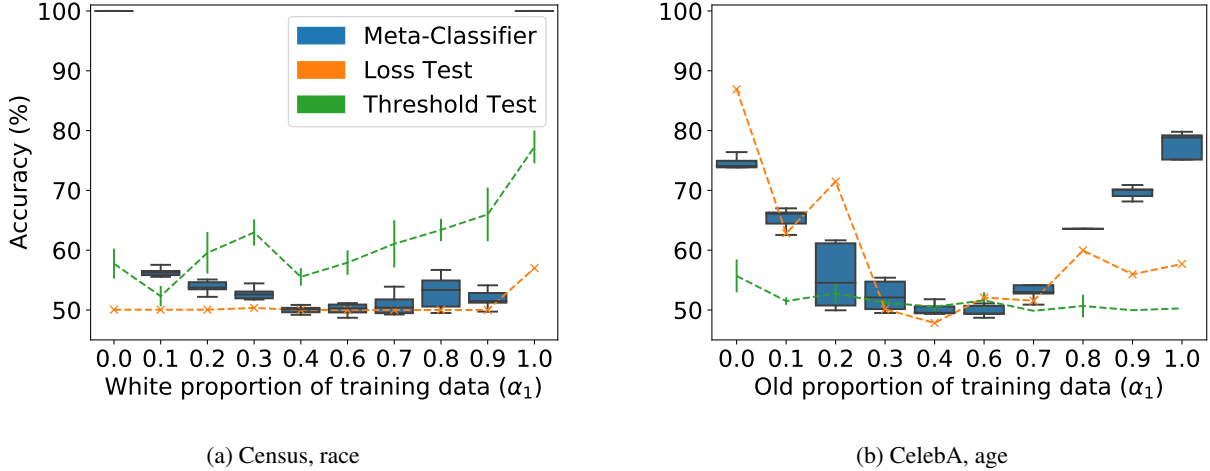 100
90
80
70
60
50
Accuracy (%)
Meta-Classifier
Loss Test
Threshold Test
0.0 0.1 0.2 0.3 0.4 0.6 0.7 0.8 0.9 1.0
White proportion of training data (α₁)
(a) Census, race
100
90
80
70
60
50
0.0 0.1 0.2 0.3 0.4 0.6 0.7 0.8 0.9 1.0
Old proportion of training data (α₁)
(b) CelebA, age